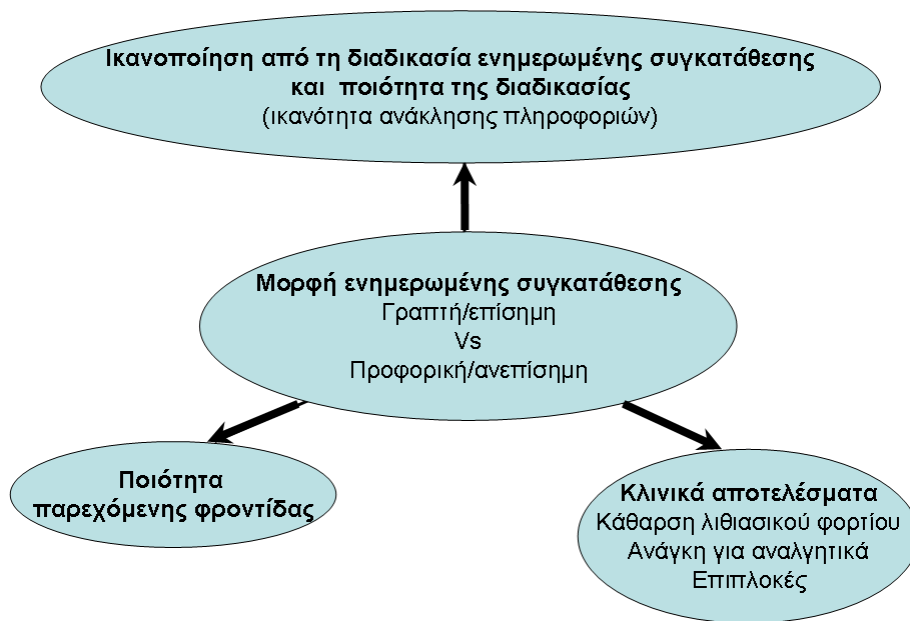 Ικανοποίηση από τη διαδικασία ενημερωμένης συγκατάθεσης
και ποιότητα της διαδικασίας
(ικανότητα ανάκλησης πληροφοριών)
Μορφή ενημερωμένης συγκατάθεσης
Γραπτή/επίσημη
Vs
Προφορική/ανεπίσημη
Ποιότητα
παρεχόμενης φροντίδας
Κλινικά αποτελέσματα
Κάθαρση λιθιασικού φορτίου
Ανάγκη για αναλγητικά
Επιπλοκές